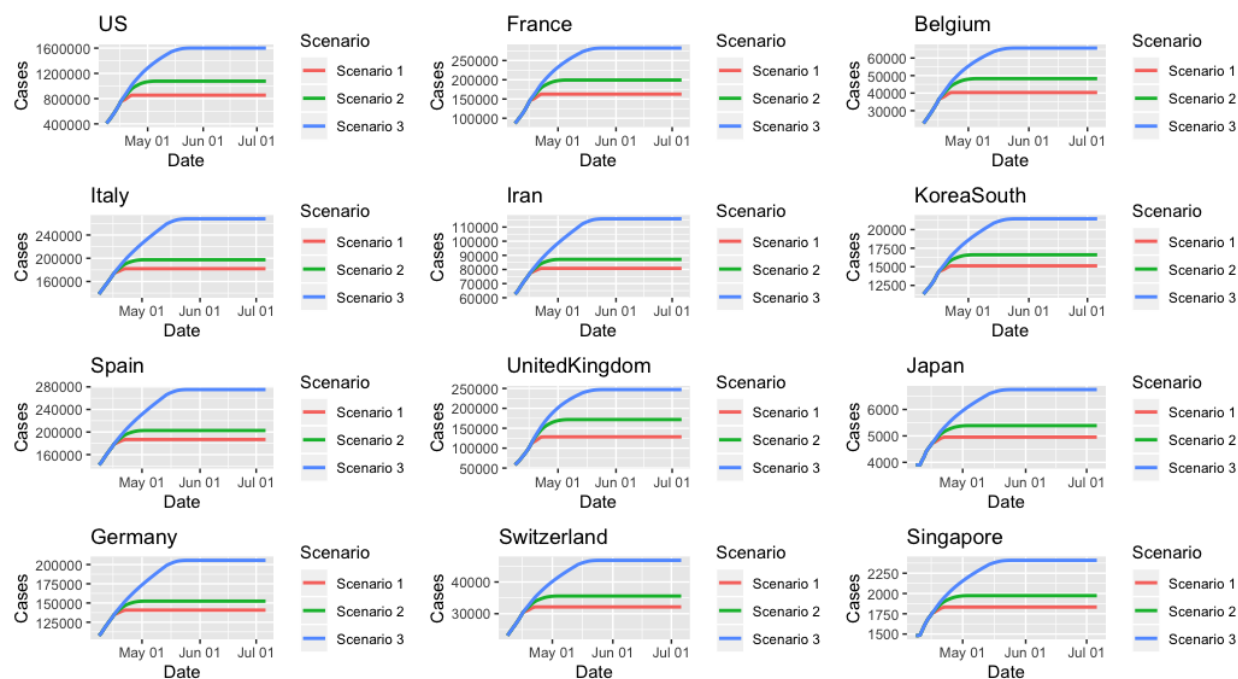 US
Cases
1600000
1200000
800000
400000
May 01 Jun 01 Jul 01
Date
Scenario
Scenario 1
Scenario 2
Scenario 3
France
Cases
250000
200000
150000
100000
May 01 Jun 01 Jul 01
Date
Scenario
Scenario 1
Scenario 2
Scenario 3
Belgium
Cases
60000
50000
40000
30000
May 01 Jun 01 Jul 01
Date
Scenario
Scenario 1
Scenario 2
Scenario 3
Italy
Cases
240000
200000
160000
May 01 Jun 01 Jul 01
Date
Scenario
Scenario 1
Scenario 2
Scenario 3
Iran
Cases
110000
100000
90000
80000
70000
60000
May 01 Jun 01 Jul 01
Date
Scenario
Scenario 1
Scenario 2
Scenario 3
KoreaSouth
Cases
20000
17500
15000
12500
May 01 Jun 01 Jul 01
Date
Scenario
Scenario 1
Scenario 2
Scenario 3
Spain
Cases
280000
240000
200000
160000
May 01 Jun 01 Jul 01
Date
Scenario
Scenario 1
Scenario 2
Scenario 3
UnitedKingdom
Cases
250000
200000
150000
100000
50000
May 01 Jun 01 Jul 01
Date
Scenario
Scenario 1
Scenario 2
Scenario 3
Japan
Cases
6000
5000
4000
May 01 Jun 01 Jul 01
Date
Scenario
Scenario 1
Scenario 2
Scenario 3
Germany
Cases
200000
175000
150000
125000
May 01 Jun 01 Jul 01
Date
Scenario
Scenario 1
Scenario 2
Scenario 3
Switzerland
Cases
40000
30000
May 01 Jun 01 Jul 01
Date
Scenario
Scenario 1
Scenario 2
Scenario 3
Singapore
Cases
2250
2000
1750
1500
May 01 Jun 01 Jul 01
Date
Scenario
Scenario 1
Scenario 2
Scenario 3